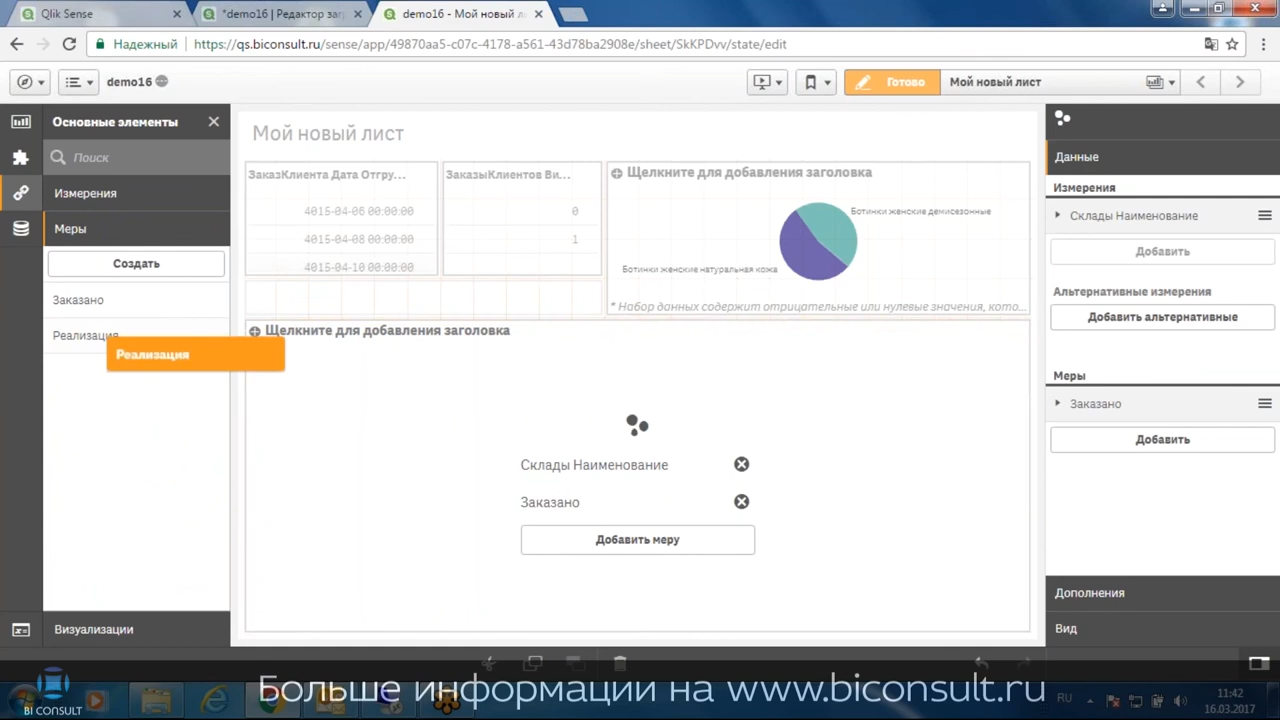 Qlik Sense
*demo16 | Редактор заг
demo16 - Мой новый л
Надежный
https://qs.biconsult.ru/sense/app/49870aa5-c07c-4178-a561-43d78ba2908e/sheet/SkKPDvv/state/edit
demo16
Готово
Мой новый лист
Основные элементы
Поиск
Измерения
Меры
Создать
Заказано
Реализация
Реализация
Визуализации
Мой новый лист
ЗаказКлиента Дата Отгру...
4015-04-06 00:00:00
4015-04-08 00:00:00
4015-04-10 00:00:00
ЗаказыКлиентов Ви...
0
1
Щелкните для добавления заголовка
Ботинки женские демисезонные
Ботинки женские натуральная кожа
* Набор данных содержит отрицательные или нулевые значения, кото...
Щелкните для добавления заголовка
Склады Наименование
Заказано
Добавить меру
Данные
Измерения
Склады Наименование
Добавить
Альтернативные измерения
Добавить альтернативные
Меры
Заказано
Добавить
Дополнения
Вид
Больше информации на www.biconsult.ru
BI CONSULT
RU
11:42
16.03.2017